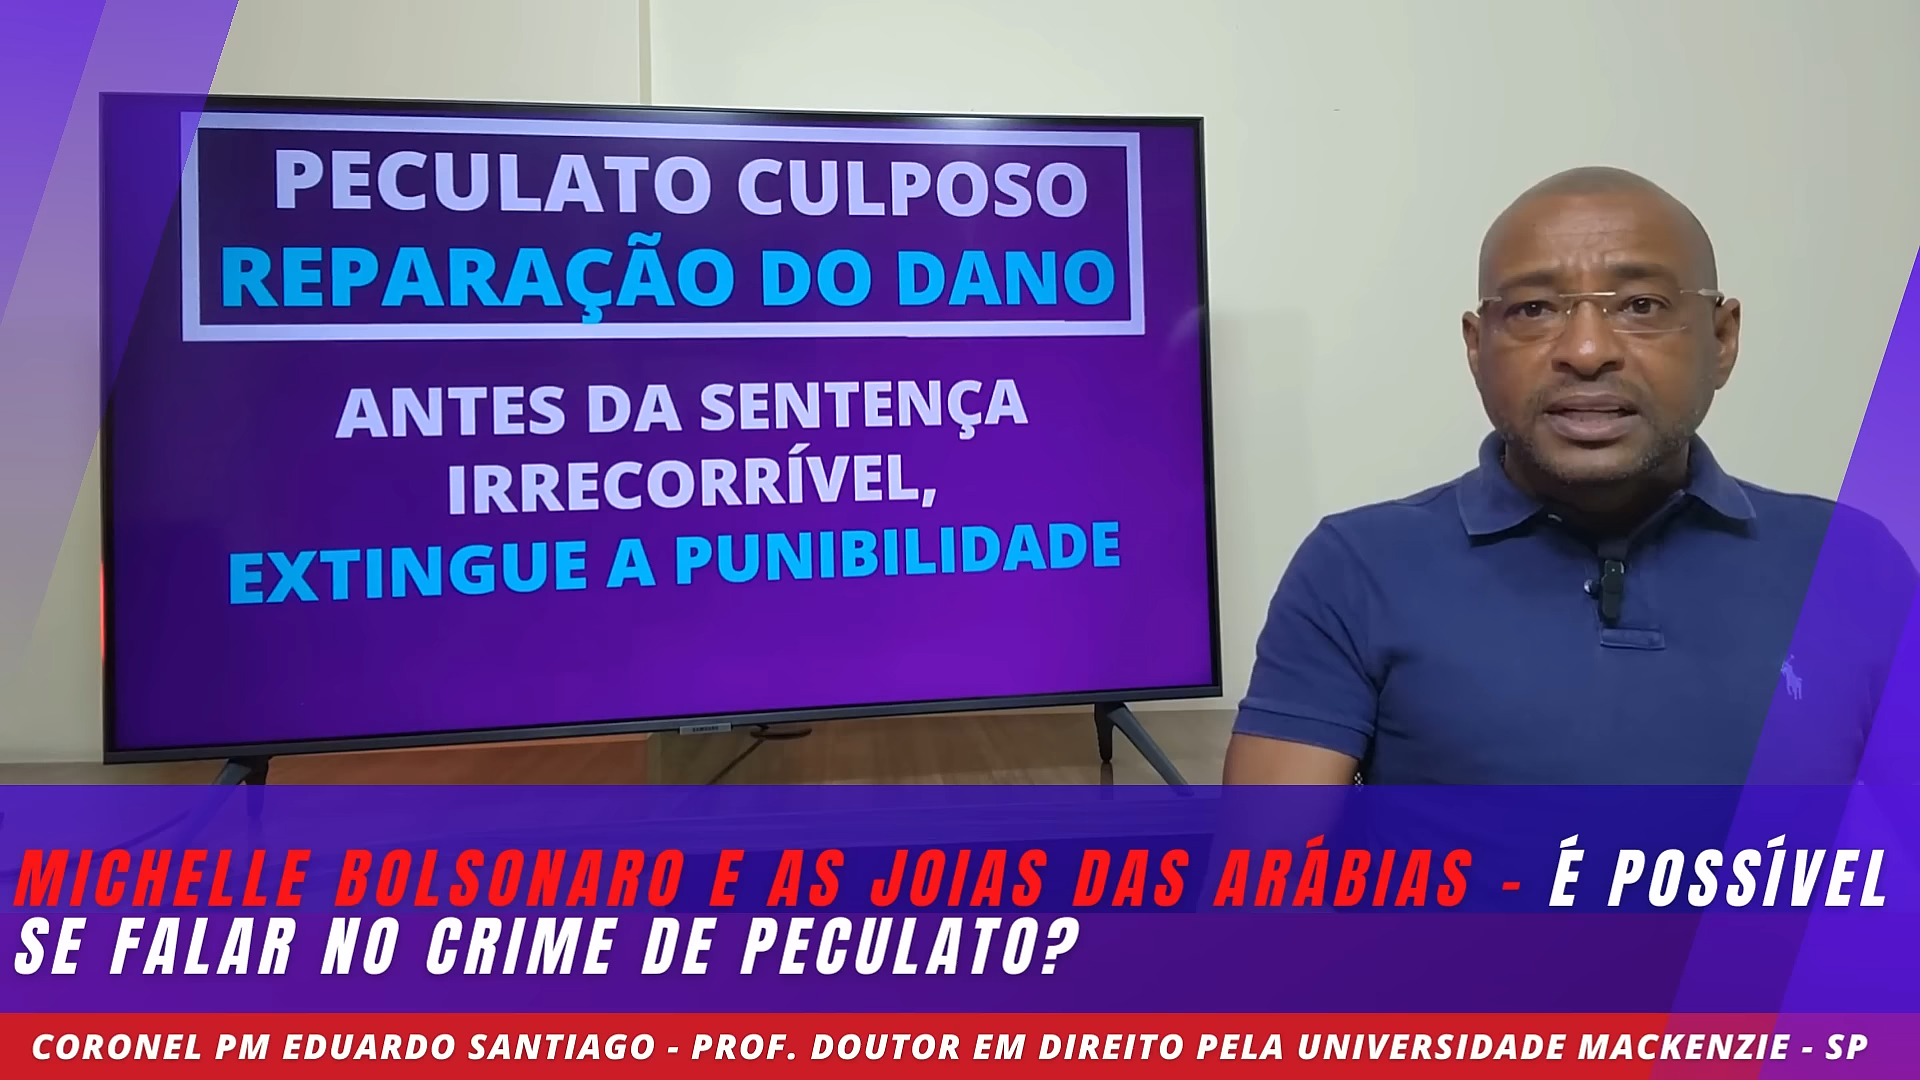 PECULATO CULPOSO
REPARAÇÃO DO DANO
ANTES DA SENTENÇA
IRRECORRÍVEL,
EXTINGUE A PUNIBILIDADE
SAMSUNG
MICHELLE BOLSONARO E AS JOIAS DAS ARÁBIAS - É POSSÍVEL
SE FALAR NO CRIME DE PECULATO?
CORONEL PM EDUARDO SANTIAGO - PROF. DOUTOR EM DIREITO PELA UNIVERSIDADE MACKENZIE - SP